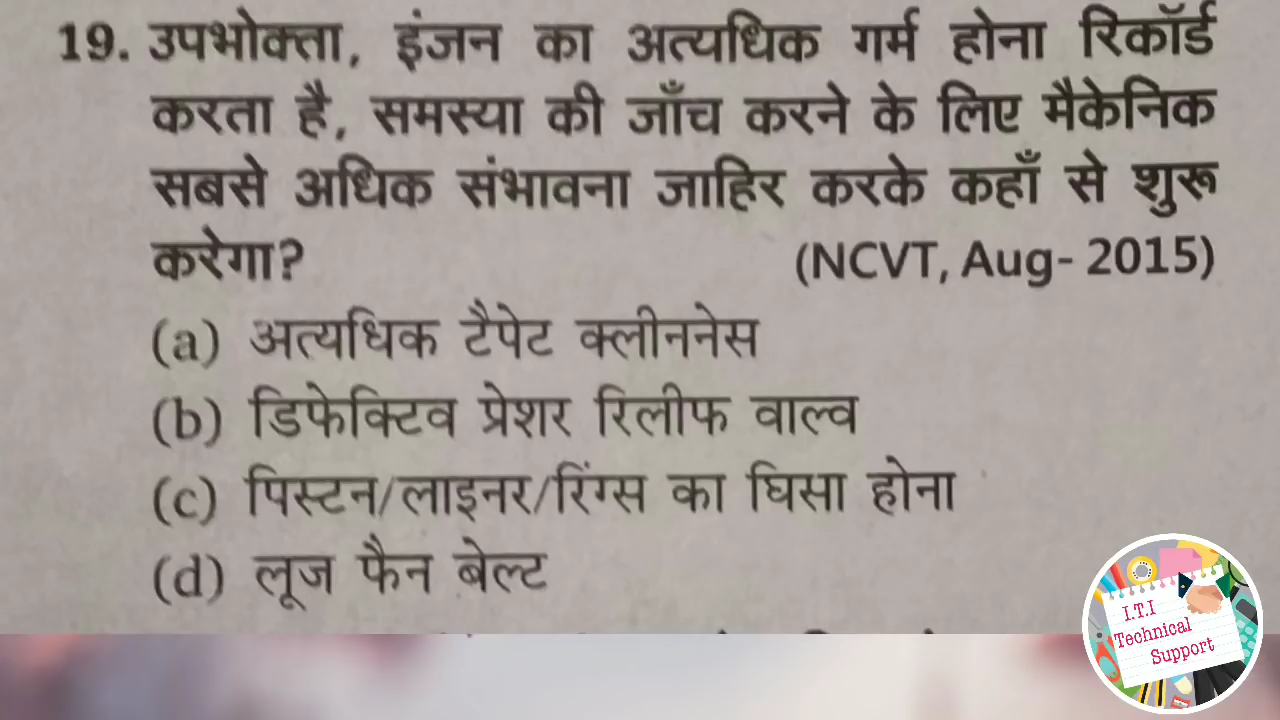 19. उपभोक्ता, इंजन का अत्यधिक गर्म होना रिकॉर्ड
करता है, समस्या की जाँच करने के लिए मैकेनिक
सबसे अधिक संभावना जाहिर करके कहाँ से शुरू
करेगा? (NCVT, Aug- 2015)
(a) अत्यधिक टैपेट क्लीननेस
(b) डिफेक्टिव प्रेशर रिलीफ वाल्व
(c) पिस्टन/लाइनर/रिंग्स का घिसा होना
(d) लूज फैन बेल्ट
I.T.I
Technical
Support